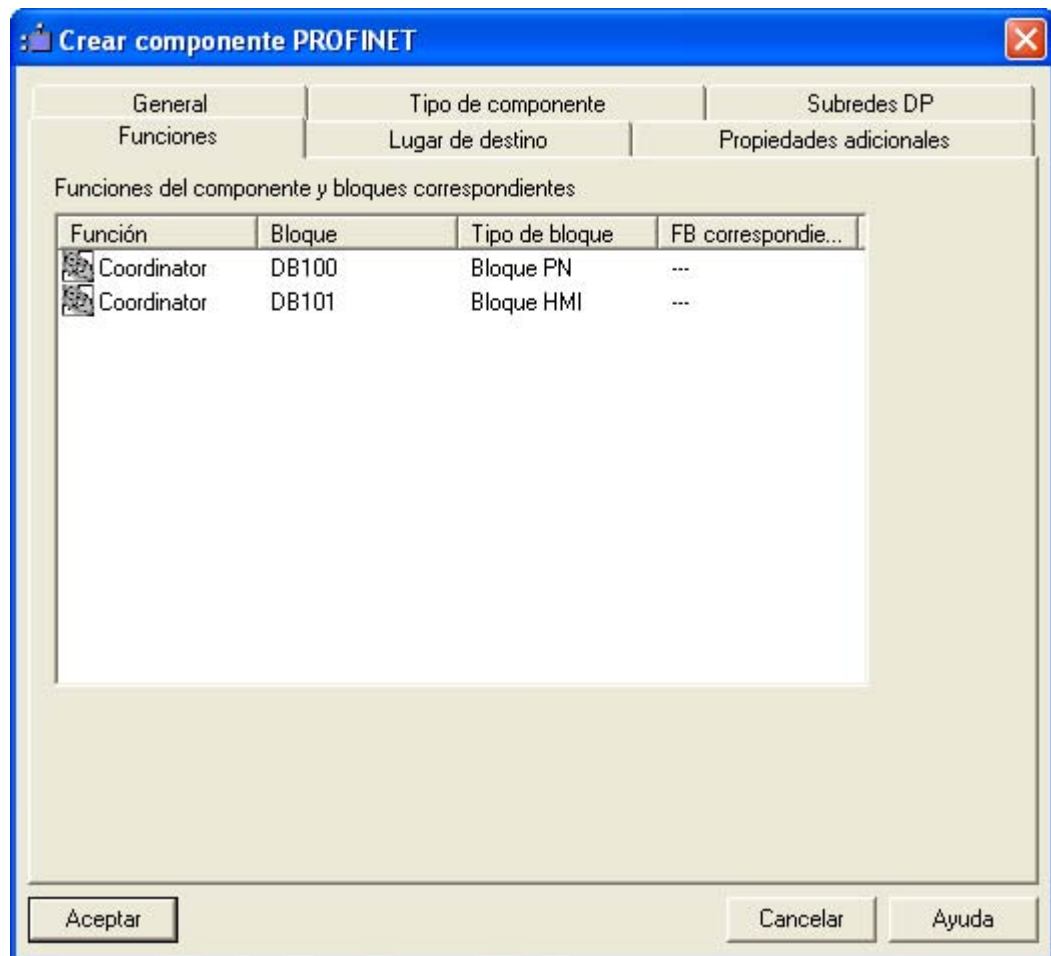 Crear componente PROFINET
General Tipo de componente Subredes DP
Funciones Lugar de destino Propiedades adicionales
Funciones del componente y bloques correspondientes
Función Bloque Tipo de bloque FB correspondie...
Coordinator DB100 Bloque PN ---
Coordinator DB101 Bloque HMI ---
Aceptar Cancelar Ayuda